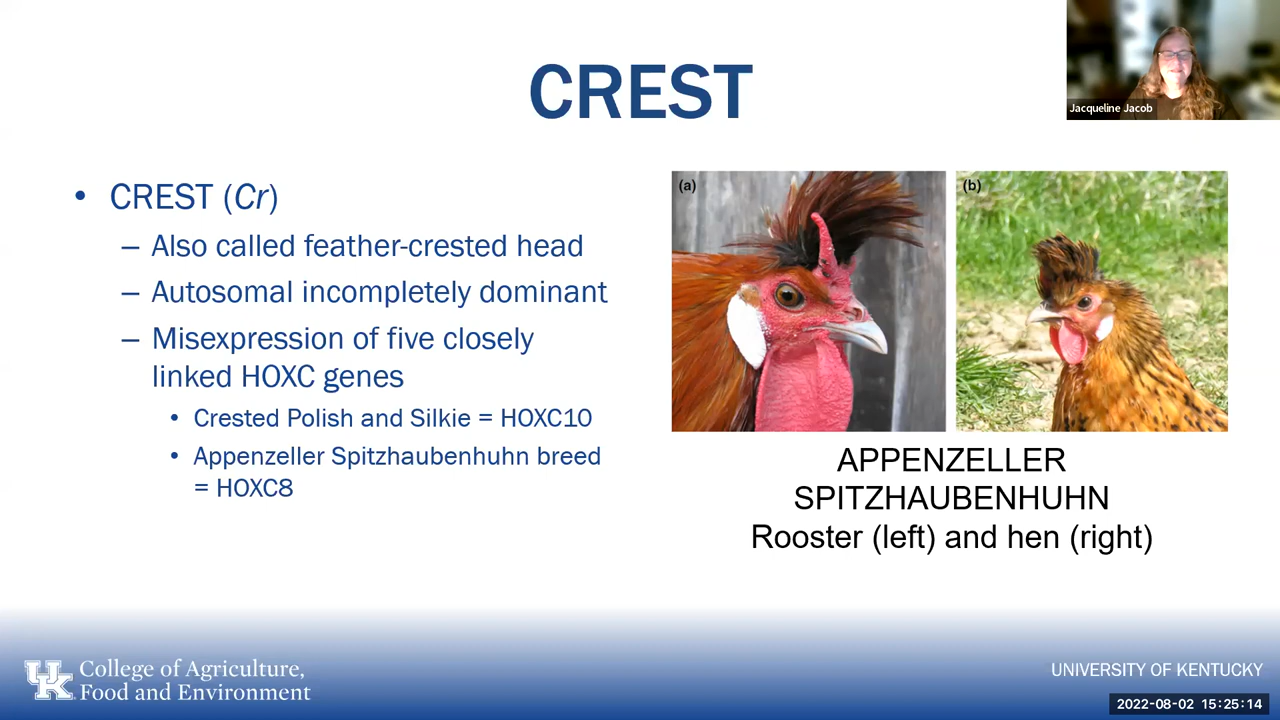 CREST
Jacqueline Jacob
• CREST (Cr)
– Also called feather-crested head
– Autosomal incompletely dominant
– Misexpression of five closely
linked HOXC genes
• Crested Polish and Silkie = HOXC10
• Appenzeller Spitzhaubenhuhn breed
= HOXC8
(a)
(b)
APPENZELLER
SPITZHAUBENHUHN
Rooster (left) and hen (right)
UK
College of Agriculture,
Food and Environment
UNIVERSITY OF KENTUCKY
2022-08-02 15:25:14